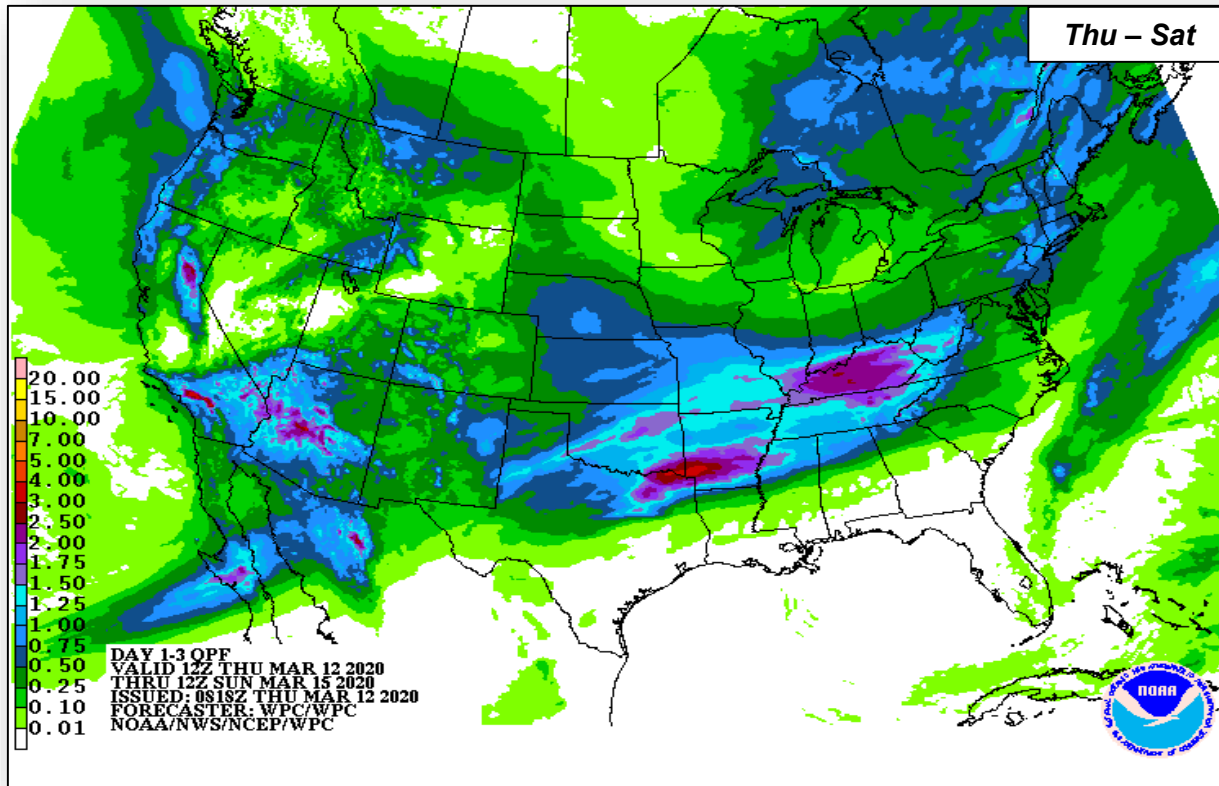 Thu – Sat
20.00
15.00
10.00
7.00
5.00
4.00
3.00
2.50
2.00
1.75
1.50
1.25
1.00
0.75
0.50
0.25
0.10
0.01
DAY 1-3 QPF
VALID 12Z THU MAR 12 2020
THRU 12Z SUN MAR 15 2020
ISSUED: 0818Z THU MAR 12 2020
FORECASTER: WPC/WPC
NOAA/NWS/NCEP/WPC
NOAA